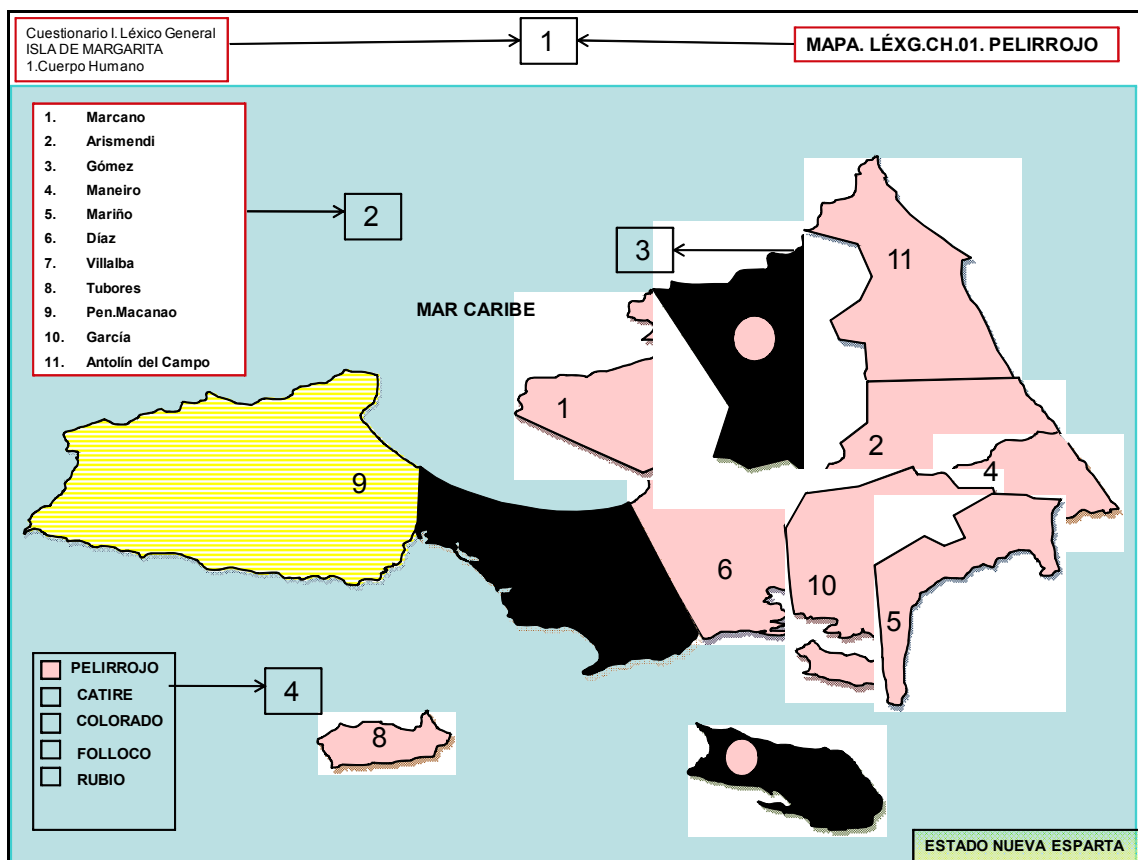 Cuestionario I. Léxico General
ISLA DE MARGARITA
1.Cuerpo Humano
1
MAPA. LÉXG.CH.01. PELIRROJO
1. Marcano
2. Arismendi
3. Gómez
4. Maneiro
5. Mariño
6. Díaz
7. Villalba
8. Tubores
9. Pen.Macanao
10. García
11. Antolín del Campo
2
3
11
MAR CARIBE
1
2
4
9
6
10
5
PELIRROJO
CATIRE
COLORADO
FOLLOCO
RUBIO
4
8
ESTADO NUEVA ESPARTA